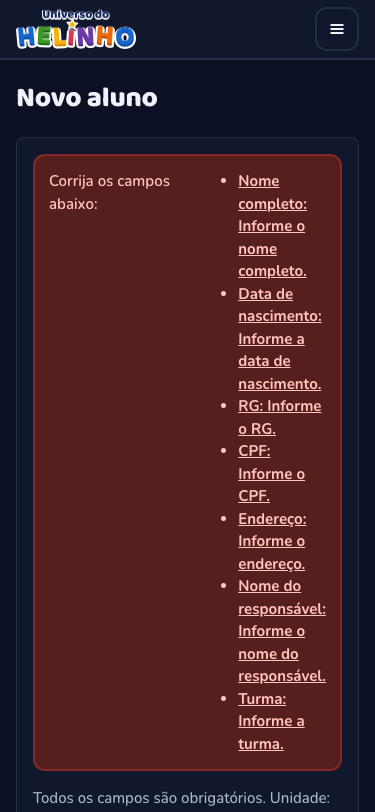 Universo do
HELINHO
Novo aluno
Corrija os campos
abaixo:
• Nome
completo:
Informe o
nome
completo.
• Data de
nascimento:
Informe a
data de
nascimento.
• RG: Informe
o RG.
• CPF:
Informe o
CPF.
• Endereço:
Informe o
endereço.
• Nome do
responsável:
Informe o
nome do
responsável.
• Turma:
Informe a
turma.
Todos os campos são obrigatórios. Unidade: